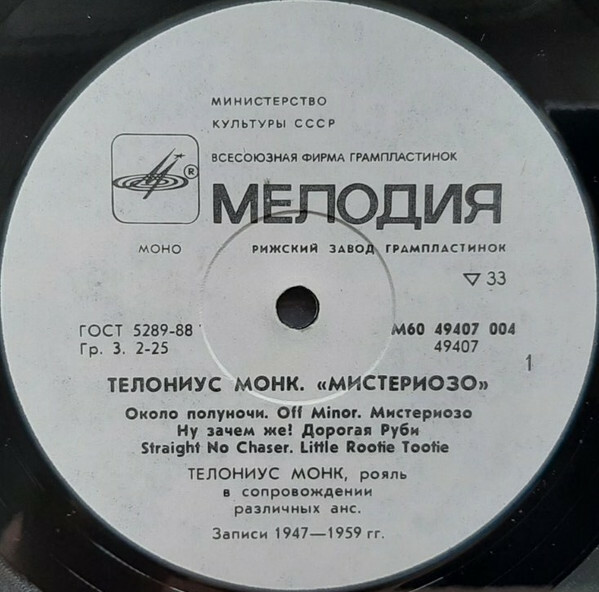 МИНИСТЕРСТВО
КУЛЬТУРЫ СССР
ВСЕСОЮЗНАЯ ФИРМА ГРАМПЛАСТИНОК
®
МЕЛОДИЯ
МОНО РИЖСКИЙ ЗАВОД ГРАМПЛАСТИНОК
▽ 33
ГОСТ 5289-88 М60 49407 004
Гр. 3. 2-25 49407
1
ТЕЛОНИУС МОНК. «МИСТЕРИОЗО»
Около полуночи. Off Minor. Мистериозо
Ну зачем же! Дорогая Руби
Straight No Chaser. Little Rootie Tootie
ТЕЛОНИУС МОНК, рояль
в сопровождении
различных анс.
Записи 1947—1959 гг.